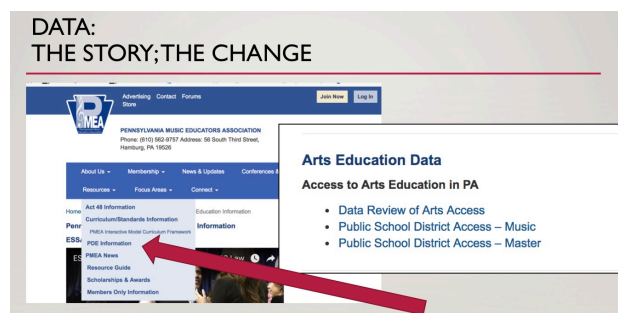 DATA:
THE STORY; THE CHANGE
Advertising Contact Forums
Store
Join Now
Log In
PMEA
PENNSYLVANIA MUSIC EDUCATORS ASSOCIATION
Phone: (610) 562-9757 Address: 56 South Third Street,
Hamburg, PA 19526
About Us
Membership
News & Updates
Conferences &
Resources
Focus Areas
Connect
Act 48 Information
Curriculum/Standards Information
PMEA Interactive Model Curriculum Framework
PDE Information
PMEA News
Resource Guide
Scholarships & Awards
Members Only Information
Home
Education Information
Penn
Information
ESSA
ES
Law
Arts Education Data
Access to Arts Education in PA
• Data Review of Arts Access
• Public School District Access – Music
• Public School District Access – Master